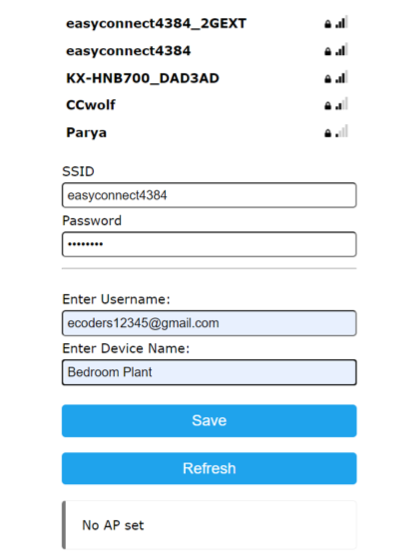 easyconnect4384_2GEXT
easyconnect4384
KX-HNB700_DAD3AD
CCwolf
Parya
SSID
easyconnect4384
Password
••••••••
Enter Username:
ecoders12345@gmail.com
Enter Device Name:
Bedroom Plant
Save
Refresh
No AP set